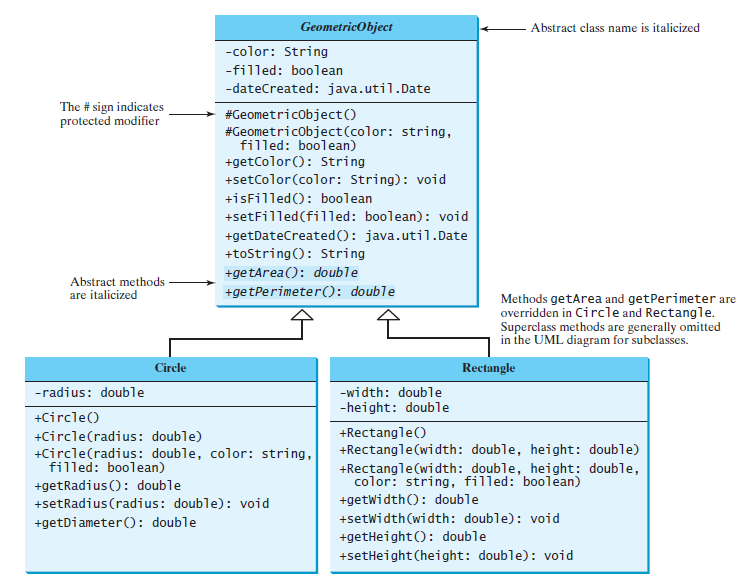 GeometricObject
Abstract class name is italicized
-color: String
-filled: boolean
-dateCreated: java.util.Date
The # sign indicates
protected modifier
#GeometricObject()
#GeometricObject(color: string,
filled: boolean)
+getColor(): String
+setColor(color: String): void
+isFilled(): boolean
+setFilled(filled: boolean): void
+getDateCreated(): java.util.Date
+toString(): String
+getArea(): double
+getPerimeter(): double
Abstract methods
are italicized
Methods getArea and getPerimeter are
overridden in Circle and Rectangle.
Superclass methods are generally omitted
in the UML diagram for subclasses.
Circle
-radius: double
+Circle()
+Circle(radius: double)
+Circle(radius: double, color: string,
filled: boolean)
+getRadius(): double
+setRadius(radius: double): void
+getDiameter(): double
Rectangle
-width: double
-height: double
+Rectangle()
+Rectangle(width: double, height: double)
+Rectangle(width: double, height: double,
color: string, filled: boolean)
+getWidth(): double
+setWidth(width: double): void
+getHeight(): double
+setHeight(height: double): void